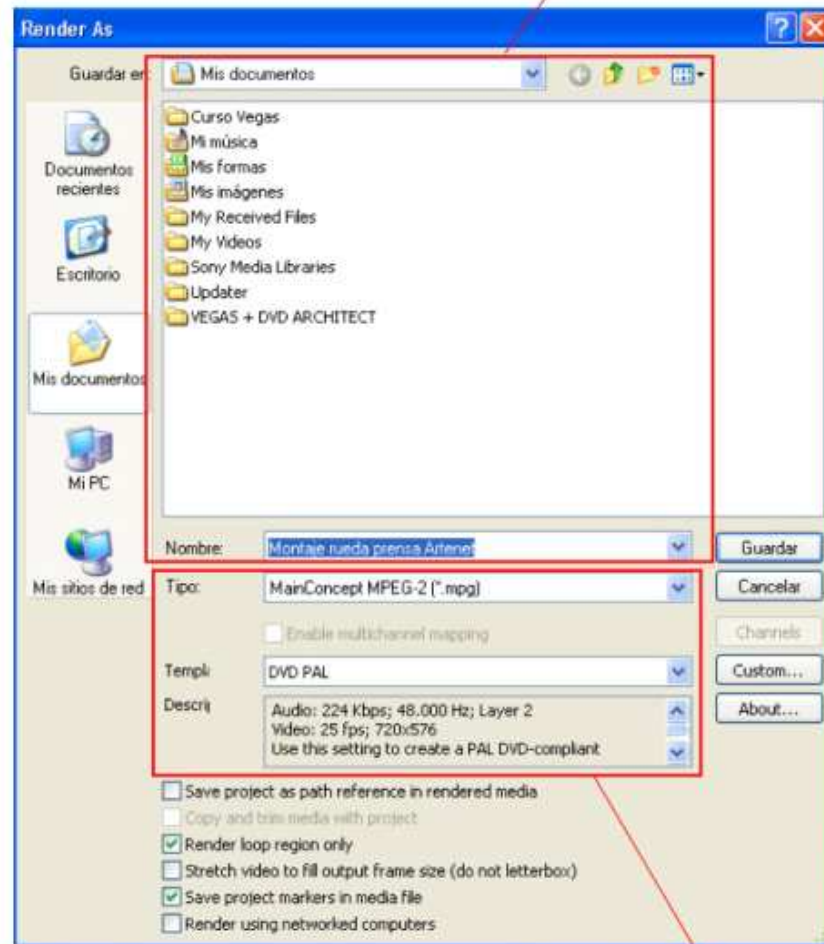 Render As
Guardar en:
Mis documentos
Documentos
recientes
Escritorio
Mis documentos
Mi PC
Mis sitios de red
Curso Vegas
Mi música
Mis formas
Mis imágenes
My Received Files
My Videos
Sony Media Libraries
Updater
VEGAS + DVD ARCHITECT
Nombre:
Montaje rueda prensa Artenet
Guardar
Tipo:
MainConcept MPEG-2 (*.mpg)
Cancelar
Enable multichannel mapping
Channels
Templ
DVD PAL
Custom...
Descri
Audio: 224 Kbps; 48.000 Hz; Layer 2
Video: 25 fps; 720x576
Use this setting to create a PAL DVD-compliant
About...
Save project as path reference in rendered media
Copy and trim media with project
Render loop region only
Stretch video to fill output frame size (do not letterbox)
Save project markers in media file
Render using networked computers